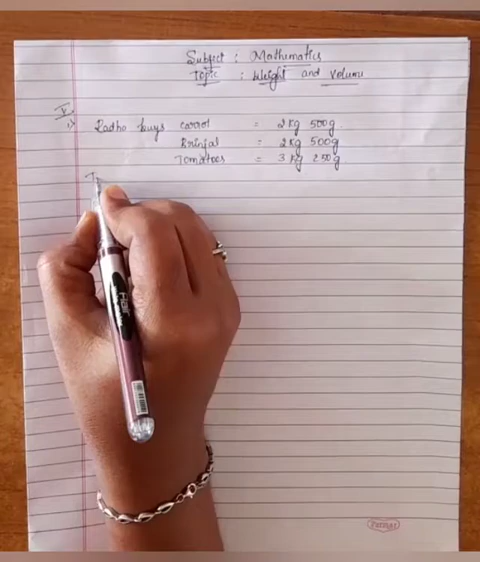 Subject : Mathematics
Topic : Weight and Volume
V.
1) Radha buys carrot = 2 kg 500g
Brinjal = 2 kg 500g
Tomatoes = 3 kg 250g
T
Hair